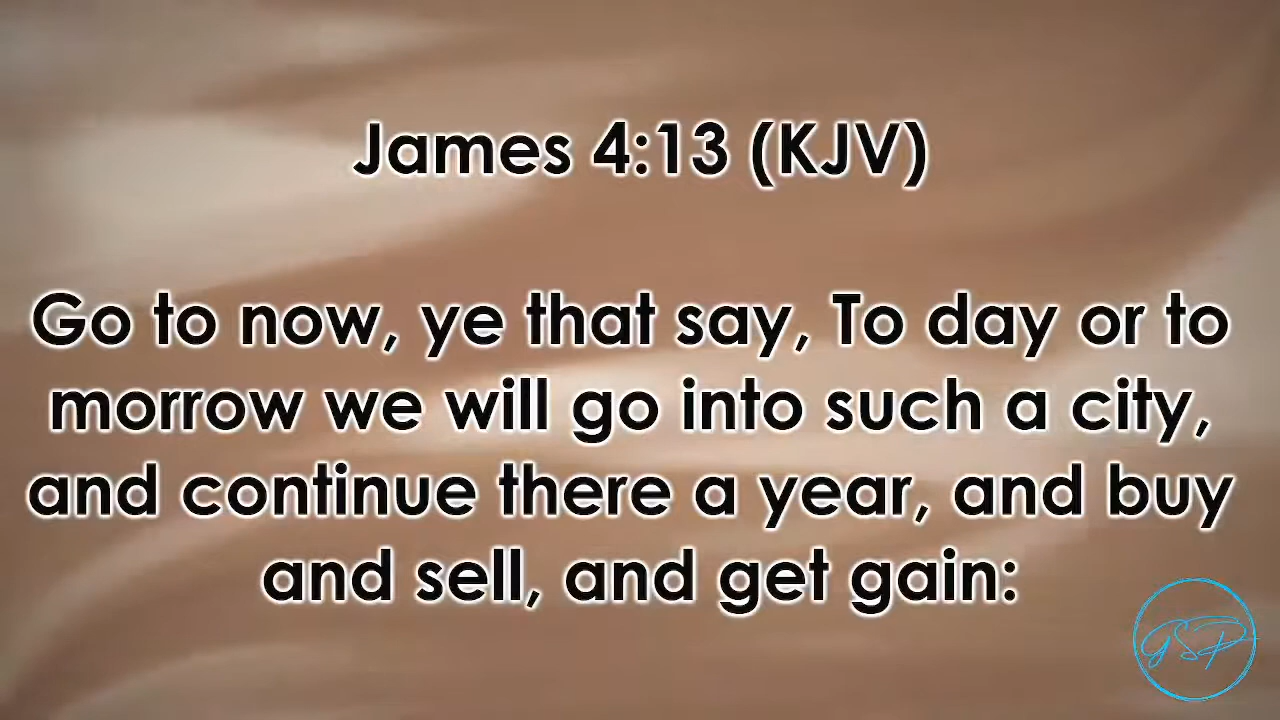 James 4:13 (KJV)
Go to now, ye that say, To day or to
morrow we will go into such a city,
and continue there a year, and buy
and sell, and get gain:
GSP